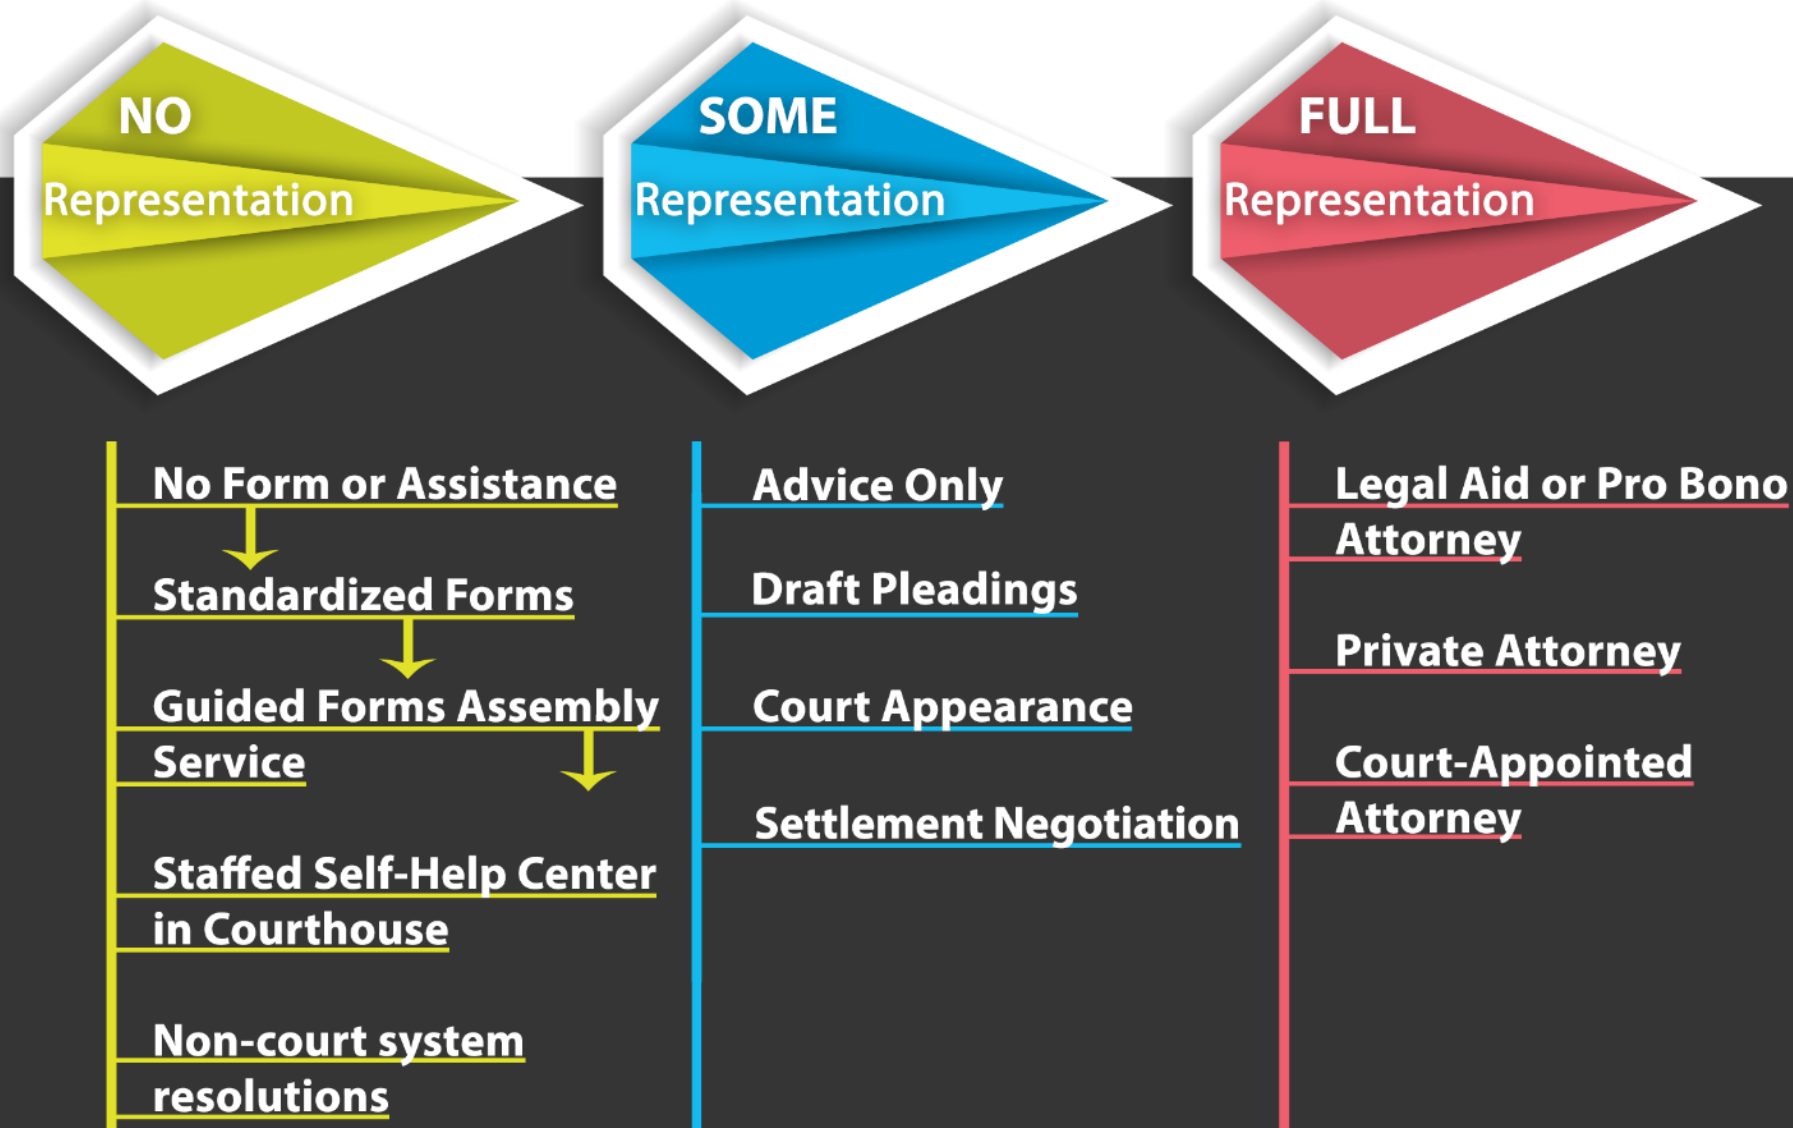 NO
Representation
No Form or Assistance
Standardized Forms
Guided Forms Assembly
Service
Staffed Self-Help Center
in Courthouse
Non-court system
resolutions
SOME
Representation
Advice Only
Draft Pleadings
Court Appearance
Settlement Negotiation
FULL
Representation
Legal Aid or Pro Bono
Attorney
Private Attorney
Court-Appointed
Attorney